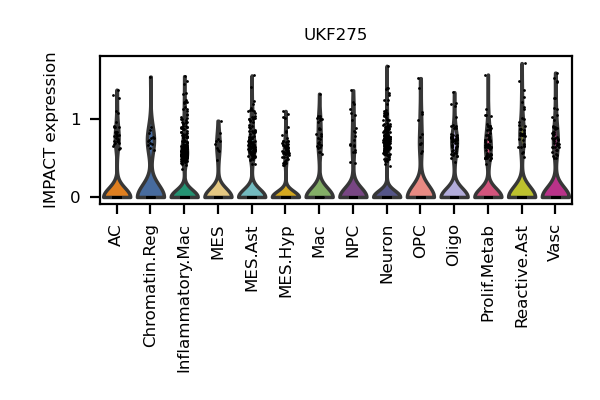 UKF275
IMPACT expression
1
0
AC
Chromatin.Reg
Inflammatory.Mac
MES
MES.Ast
MES.Hyp
Mac
NPC
Neuron
OPC
Oligo
Prolif.Metab
Reactive.Ast
Vasc